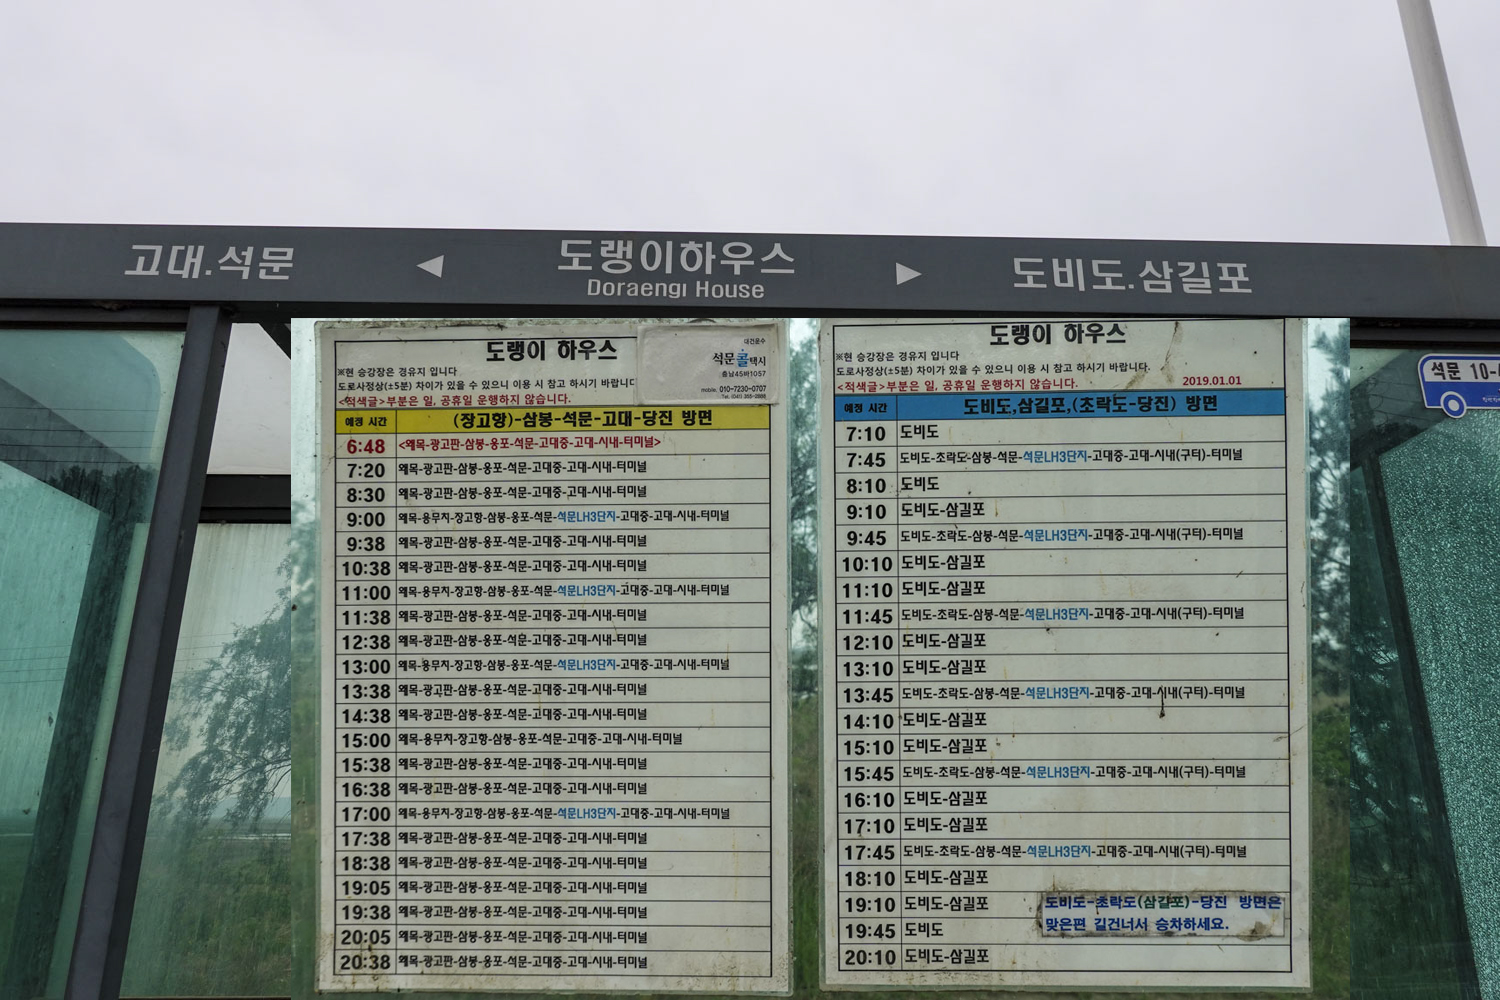 고대.석문 ◀ 도랭이하우스 ▶ 도비도.삼길포
Doraengi House
석문 10-
도랭이 하우스
대건운수
석문콜택시
충남45바1057
mobile. 010-7230-0707
※현 승강장은 경유지 입니다
도로사정상(±5분) 차이가 있을 수 있으니 이용 시 참고 하시기 바랍니다
<적색글>부분은 일, 공휴일 운행하지 않습니다.
예정 시간 (장고항)-삼봉-석문-고대-당진 방면
6:48 <왜목-광고판-삼봉-웅포-석문-고대중-고대-시내-터미널>
7:20 왜목-광고판-삼봉-웅포-석문-고대중-고대-시내-터미널
8:30 왜목-광고판-삼봉-웅포-석문-고대중-고대-시내-터미널
9:00 왜목-용무치-장고항-삼봉-웅포-석문-석문LH3단지-고대중-고대-시내-터미널
9:38 왜목-광고판-삼봉-웅포-석문-고대중-고대-시내-터미널
10:38 왜목-광고판-삼봉-웅포-석문-고대중-고대-시내-터미널
11:00 왜목-용무치-장고항-삼봉-웅포-석문-석문LH3단지-고대중-고대-시내-터미널
11:38 왜목-광고판-삼봉-웅포-석문-고대중-고대-시내-터미널
12:38 왜목-광고판-삼봉-웅포-석문-고대중-고대-시내-터미널
13:00 왜목-용무치-장고항-삼봉-웅포-석문-석문LH3단지-고대중-고대-시내-터미널
13:38 왜목-광고판-삼봉-웅포-석문-고대중-고대-시내-터미널
14:38 왜목-광고판-삼봉-웅포-석문-고대중-고대-시내-터미널
15:00 왜목-용무치-장고항-삼봉-웅포-석문-고대중-고대-시내-터미널
15:38 왜목-광고판-삼봉-웅포-석문-고대중-고대-시내-터미널
16:38 왜목-광고판-삼봉-웅포-석문-고대중-고대-시내-터미널
17:00 왜목-용무치-장고항-삼봉-웅포-석문-석문LH3단지-고대중-고대-시내-터미널
17:38 왜목-광고판-삼봉-웅포-석문-고대중-고대-시내-터미널
18:38 왜목-광고판-삼봉-웅포-석문-고대중-고대-시내-터미널
19:05 왜목-광고판-삼봉-웅포-석문-고대중-고대-시내-터미널
19:38 왜목-광고판-삼봉-웅포-석문-고대중-고대-시내-터미널
20:05 왜목-광고판-삼봉-웅포-석문-고대중-고대-시내-터미널
20:38 왜목-광고판-삼봉-웅포-석문-고대중-고대-시내-터미널
도랭이 하우스
※현 승강장은 경유지 입니다
도로사정상(±5분) 차이가 있을 수 있으니 이용 시 참고 하시기 바랍니다.
<적색글>부분은 일, 공휴일 운행하지 않습니다. 2019.01.01
예정 시간 도비도,삼길포,(초락도-당진) 방면
7:10 도비도
7:45 도비도-초락도-삼봉-석문-석문LH3단지-고대중-고대-시내(구터)-터미널
8:10 도비도
9:10 도비도-삼길포
9:45 도비도-초락도-삼봉-석문-석문LH3단지-고대중-고대-시내(구터)-터미널
10:10 도비도-삼길포
11:10 도비도-삼길포
11:45 도비도-초락도-삼봉-석문-석문LH3단지-고대중-고대-시내(구터)-터미널
12:10 도비도-삼길포
13:10 도비도-삼길포
13:45 도비도-초락도-삼봉-석문-석문LH3단지-고대중-고대-시내(구터)-터미널
14:10 도비도-삼길포
15:10 도비도-삼길포
15:45 도비도-초락도-삼봉-석문-석문LH3단지-고대중-고대-시내(구터)-터미널
16:10 도비도-삼길포
17:10 도비도-삼길포
17:45 도비도-초락도-삼봉-석문-석문LH3단지-고대중-고대-시내(구터)-터미널
18:10 도비도-삼길포
19:10 도비도-삼길포
19:45 도비도
20:10 도비도-삼길포
도비도-초락도(삼길포)-당진 방면은
맞은편 길건너서 승차하세요.